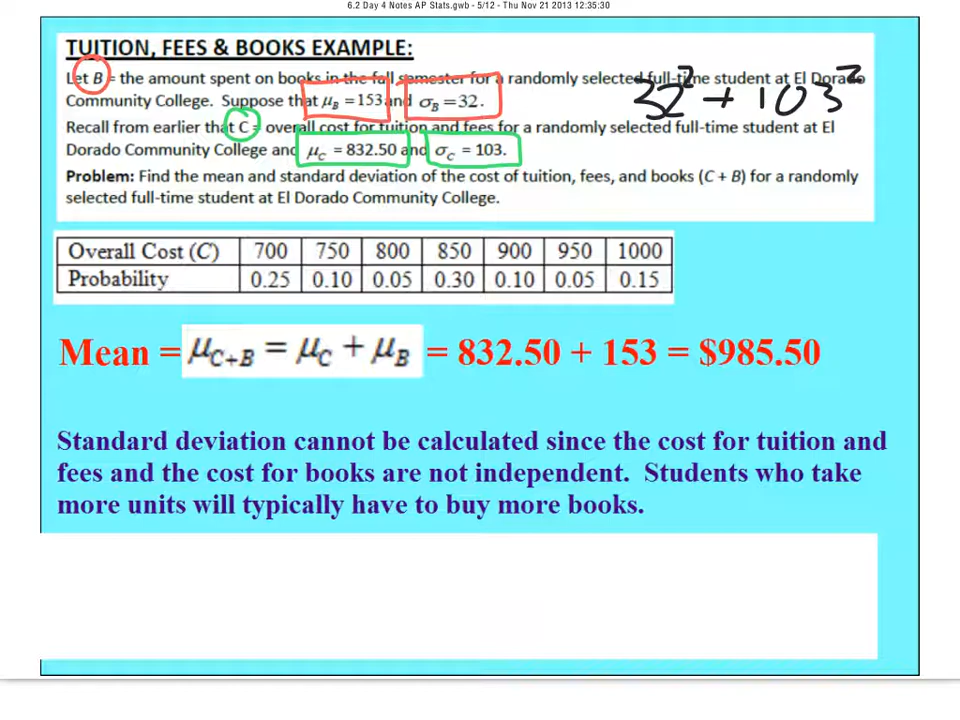 6.2 Day 4 Notes AP Stats.gwb - 5/12 - Thu Nov 21 2013 12:35:30
TUITION, FEES & BOOKS EXAMPLE:
Let B = the amount spent on books in the fall semester for a randomly selected full-time student at El Dorado
Community College. Suppose that μB = 153 and σB = 32.
32² + 103²
Recall from earlier that C = overall cost for tuition and fees for a randomly selected full-time student at El
Dorado Community College and μC = 832.50 and σC = 103.
Problem: Find the mean and standard deviation of the cost of tuition, fees, and books (C + B) for a randomly
selected full-time student at El Dorado Community College.
Overall Cost (C) 700 750 800 850 900 950 1000
Probability 0.25 0.10 0.05 0.30 0.10 0.05 0.15
Mean = μC+B = μC + μB = 832.50 + 153 = $985.50
Standard deviation cannot be calculated since the cost for tuition and
fees and the cost for books are not independent. Students who take
more units will typically have to buy more books.